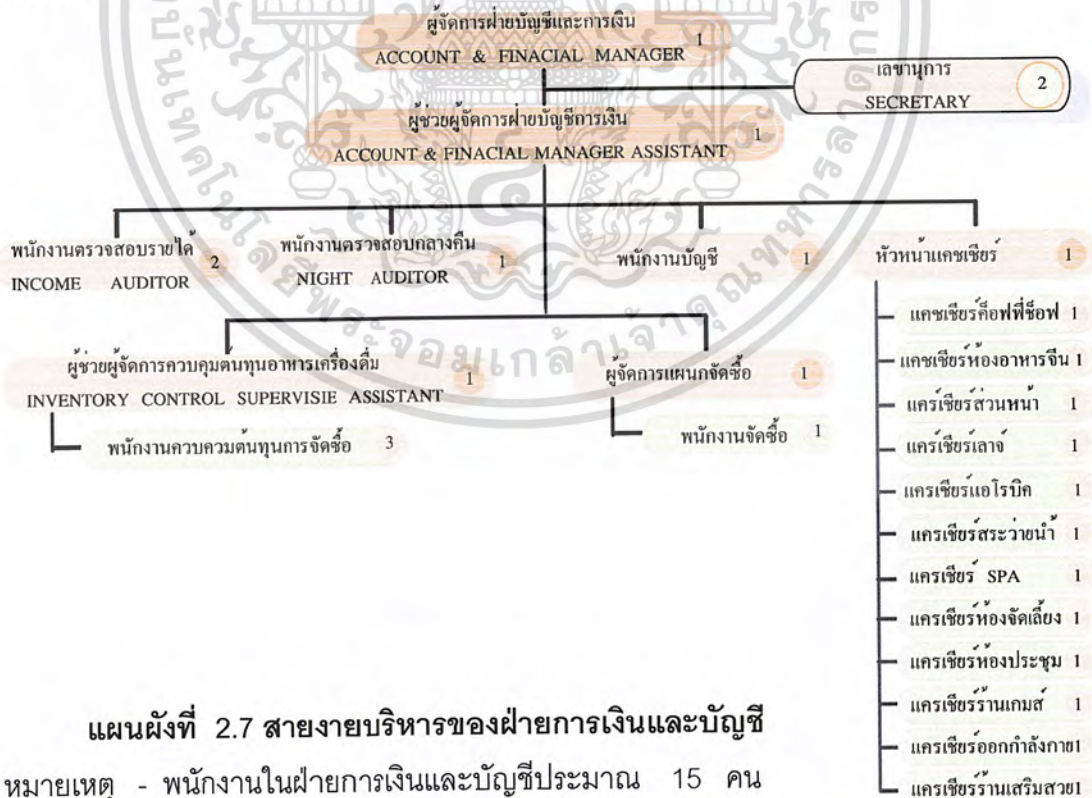 ผู้จัดการฝ่ายบัญชีและการเงิน 1
ACCOUNT & FINACIAL MANAGER
เลขานุการ 2
SECRETARY
ผู้ช่วยผู้จัดการฝ่ายบัญชีการเงิน 1
ACCOUNT & FINACIAL MANAGER ASSISTANT
พนักงานตรวจสอบรายได้ 2
INCOME AUDITOR
พนักงานตรวจสอบกลางคืน 1
NIGHT AUDITOR
พนักงานบัญชี 1
หัวหน้าแคชเชียร์ 1
แคชเชียร์ค็อฟฟี่ช็อฟ 1
แคชเชียร์ห้องอาหารจีน 1
แคร์เชียร์ส่วนหน้า 1
แคร์เชียร์เลาจ์ 1
แครเชียร์แอโรบิค 1
แครเชียร์สระว่ายน้ำ 1
แครเชียร์ SPA 1
แครเชียร์ห้องจัดเลี้ยง 1
แครเชียร์ห้องประชุม 1
แครเชียร์ร้านเกมส์ 1
แครเชียร์ออกกำลังกาย 1
แครเชียร์ร้านเสริมสวย 1
ผู้ช่วยผู้จัดการควบคุมต้นทุนอาหารเครื่องดื่ม 1
INVENTORY CONTROL SUPERVISIE ASSISTANT
พนักงานควบควมต้นทุนการจัดซื้อ 3
ผู้จัดการแผนกจัดซื้อ 1
พนักงานจัดซื้อ 1
แผนผังที่ 2.7 สายงายบริหารของฝ่ายการเงินและบัญชี
หมายเหตุ - พนักงานในฝ่ายการเงินและบัญชีประมาณ 15 คน